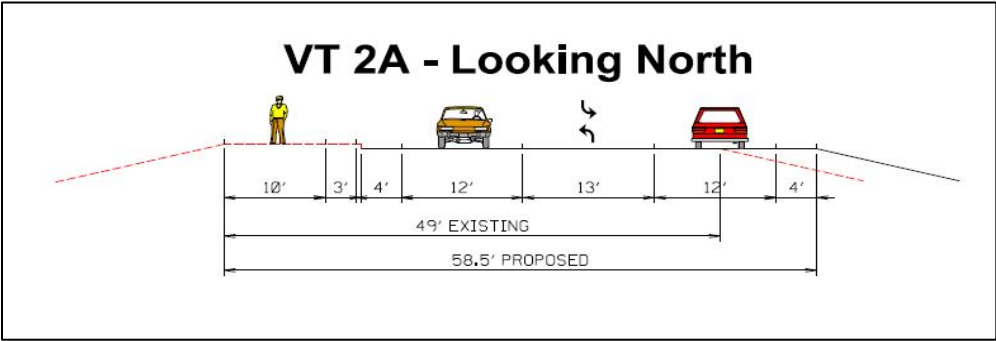 VT 2A - Looking North
10' 3' 4' 12' 13' 12' 4'
49' EXISTING
58.5' PROPOSED